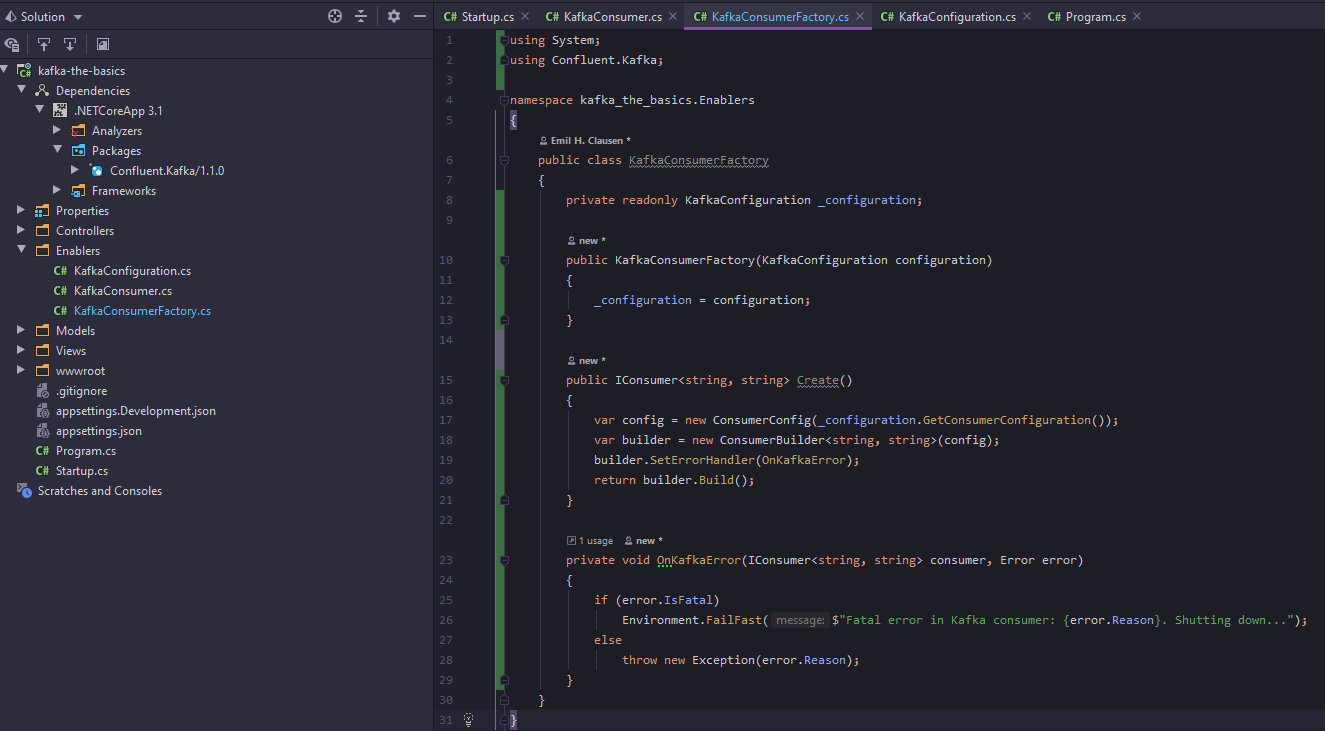 Solution
kafka-the-basics
Dependencies
.NETCoreApp 3.1
Analyzers
Packages
Confluent.Kafka/1.1.0
Frameworks
Properties
Controllers
Enablers
C# KafkaConfiguration.cs
C# KafkaConsumer.cs
C# KafkaConsumerFactory.cs
Models
Views
wwwroot
.gitignore
appsettings.Development.json
appsettings.json
C# Program.cs
C# Startup.cs
Scratches and Consoles
C# Startup.cs C# KafkaConsumer.cs C# KafkaConsumerFactory.cs C# KafkaConfiguration.cs C# Program.cs
1 using System;
2 using Confluent.Kafka;
3
4 namespace kafka_the_basics.Enablers
5 {
Emil H. Clausen *
6 public class KafkaConsumerFactory
7 {
8 private readonly KafkaConfiguration _configuration;
9
new *
10 public KafkaConsumerFactory(KafkaConfiguration configuration)
11 {
12 _configuration = configuration;
13 }
14
new *
15 public IConsumer<string, string> Create()
16 {
17 var config = new ConsumerConfig(_configuration.GetConsumerConfiguration());
18 var builder = new ConsumerBuilder<string, string>(config);
19 builder.SetErrorHandler(OnKafkaError);
20 return builder.Build();
21 }
22
1 usage new *
23 private void OnKafkaError(IConsumer<string, string> consumer, Error error)
24 {
25 if (error.IsFatal)
26 Environment.FailFast( message: $"Fatal error in Kafka consumer: {error.Reason}. Shutting down...");
27 else
28 throw new Exception(error.Reason);
29 }
30 }
31 }